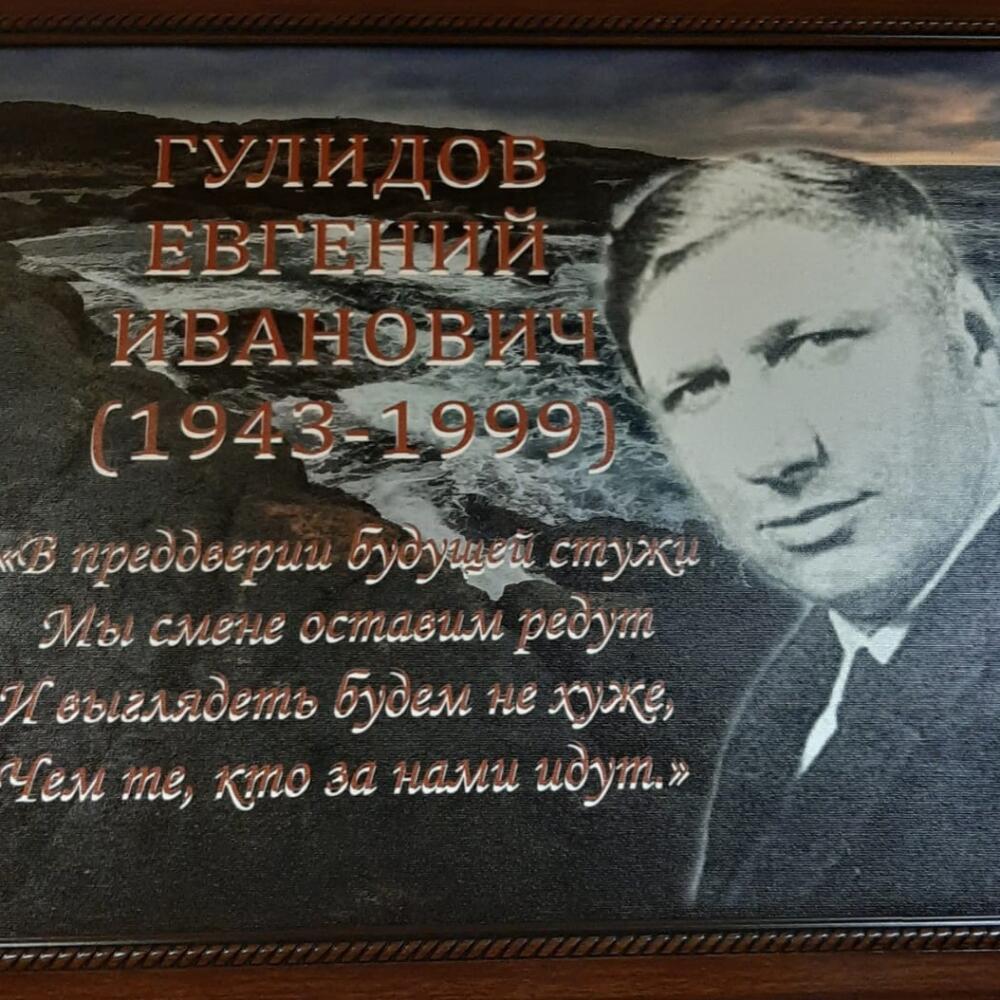 ГУЛИДОВ
ЕВГЕНИЙ
ИВАНОВИЧ
(1943-1999)
«В преддверии будущей стужи
Мы смене оставим редут
И выглядеть будем не хуже,
Чем те, кто за нами идут.»